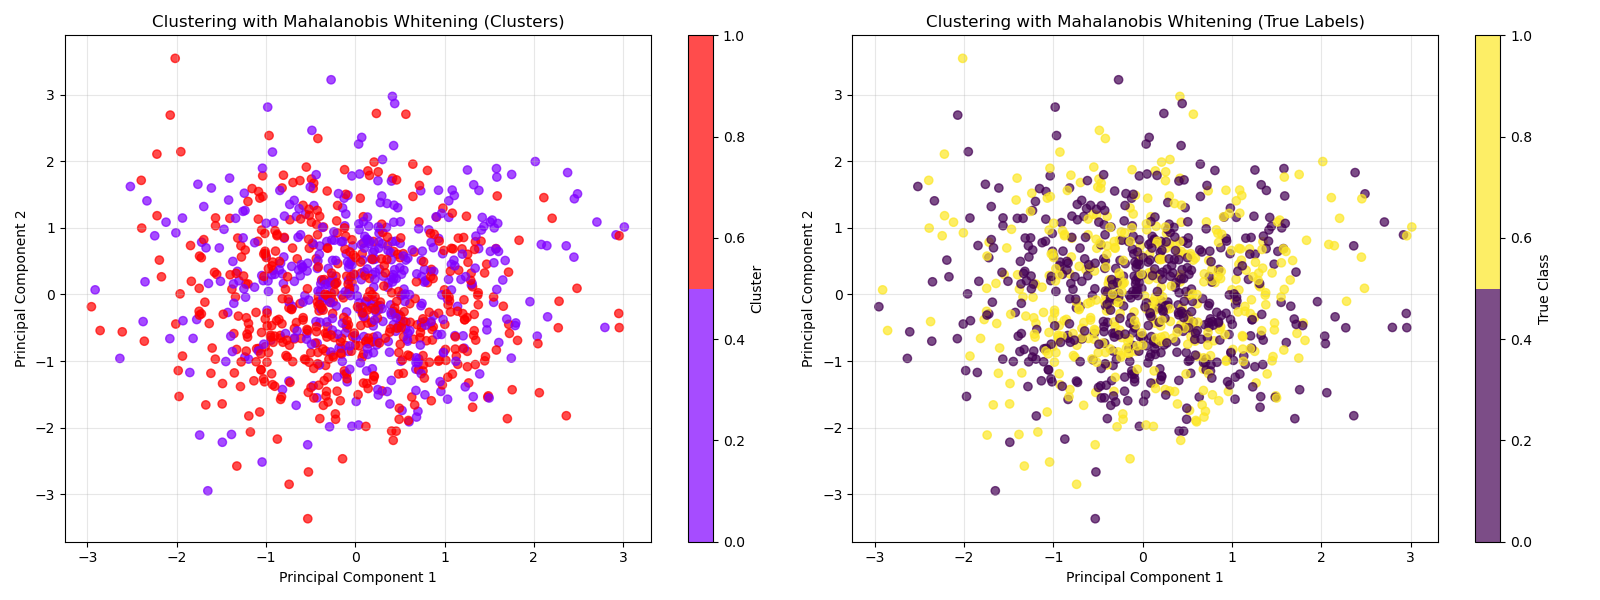 Clustering with Mahalanobis Whitening (Clusters)
Principal Component 2
3
2
1
0
−1
−2
−3
−3 −2 −1 0 1 2 3
Principal Component 1
1.0
0.8
0.6
0.4
0.2
0.0
Cluster
Clustering with Mahalanobis Whitening (True Labels)
Principal Component 2
3
2
1
0
−1
−2
−3
−3 −2 −1 0 1 2 3
Principal Component 1
1.0
0.8
0.6
0.4
0.2
0.0
True Class